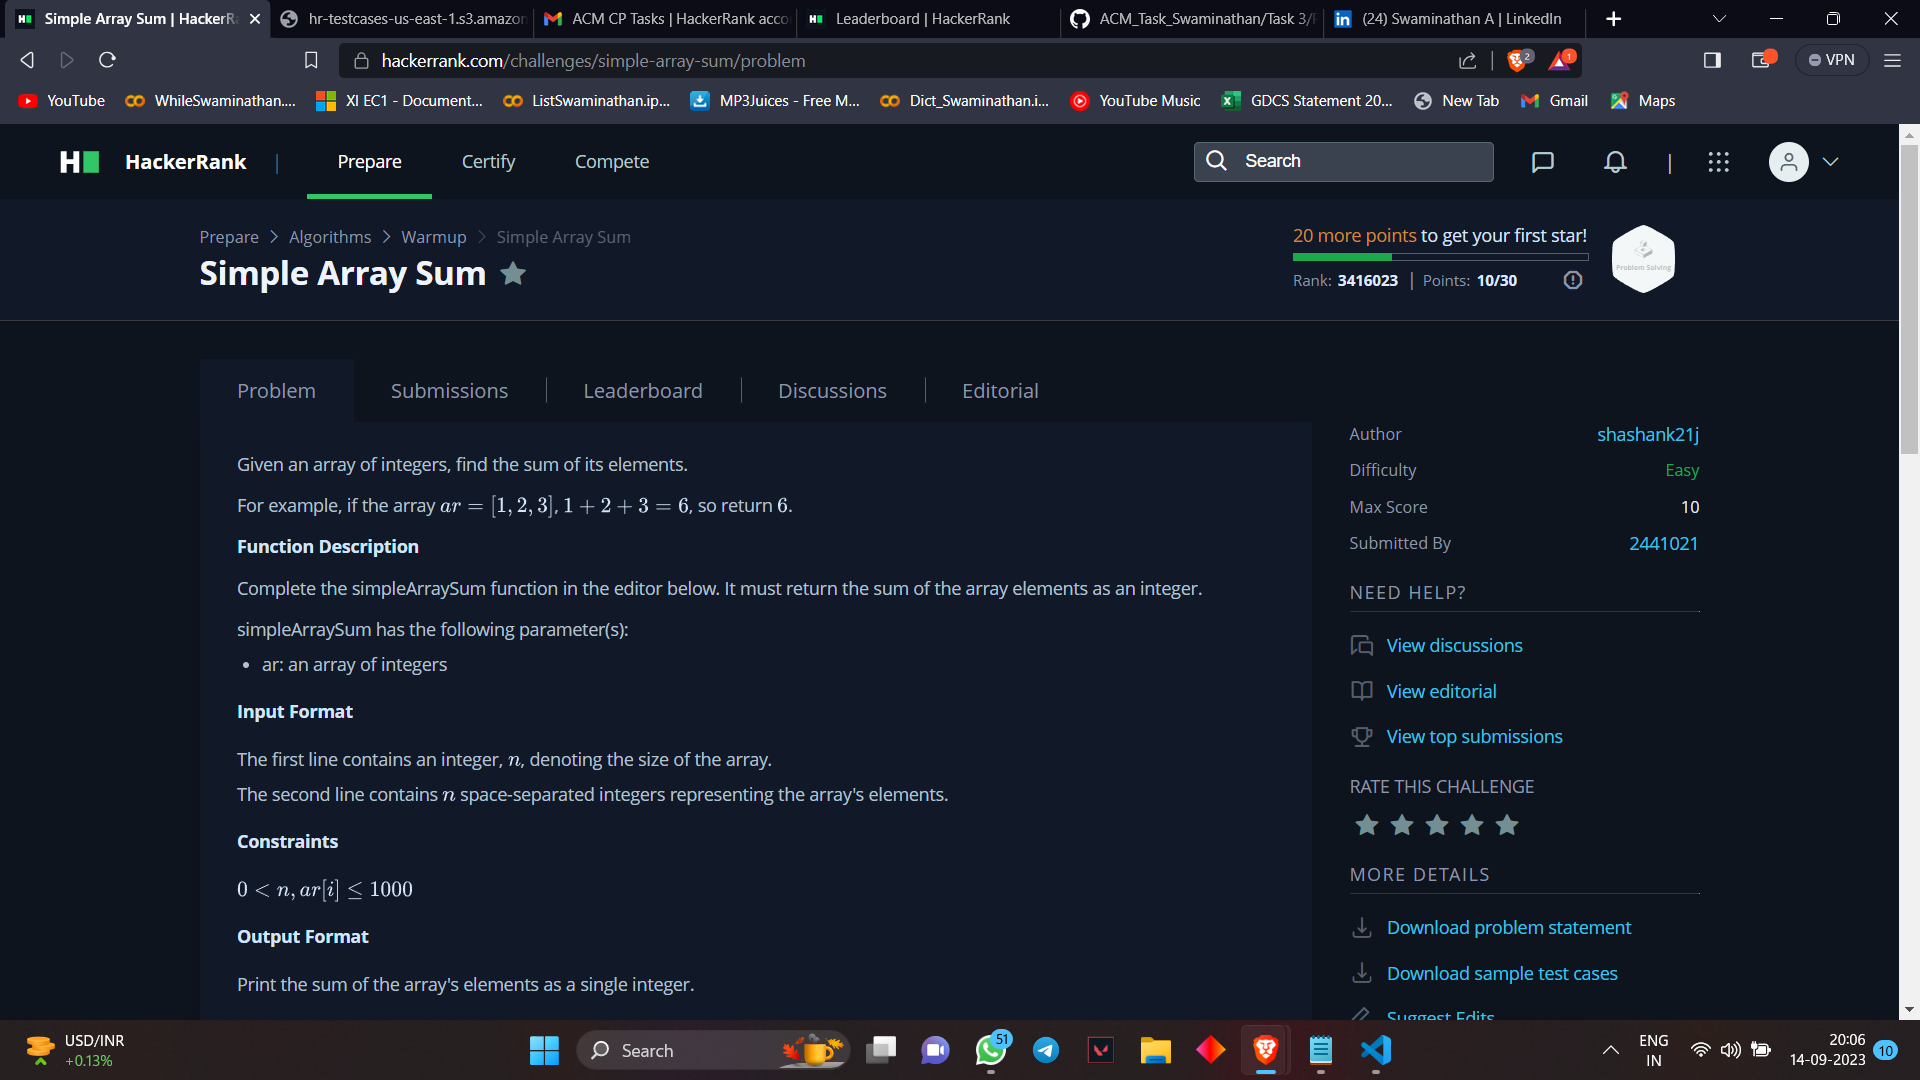 Simple Array Sum | HackerR
hr-testcases-us-east-1.s3.amazon
ACM CP Tasks | HackerRank acco
Leaderboard | HackerRank
ACM_Task_Swaminathan/Task 3/
(24) Swaminathan A | LinkedIn
hackerrank.com/challenges/simple-array-sum/problem
2
1
VPN
YouTube
WhileSwaminathan....
XI EC1 - Document...
ListSwaminathan.ip...
MP3Juices - Free M...
Dict_Swaminathan.i...
YouTube Music
GDCS Statement 20...
New Tab
Gmail
Maps
HackerRank
|
Prepare
Certify
Compete
Search
Prepare > Algorithms > Warmup > Simple Array Sum
Simple Array Sum
20 more points to get your first star!
Rank: 3416023 | Points: 10/30
Problem Solving
Problem
Submissions
Leaderboard
Discussions
Editorial
Given an array of integers, find the sum of its elements.
For example, if the array ar = [1, 2, 3], 1 + 2 + 3 = 6, so return 6.
Function Description
Complete the simpleArraySum function in the editor below. It must return the sum of the array elements as an integer.
simpleArraySum has the following parameter(s):
• ar: an array of integers
Input Format
The first line contains an integer, n, denoting the size of the array.
The second line contains n space-separated integers representing the array's elements.
Constraints
0 < n, ar[i] ≤ 1000
Output Format
Print the sum of the array's elements as a single integer.
Author shashank21j
Difficulty Easy
Max Score 10
Submitted By 2441021
NEED HELP?
View discussions
View editorial
View top submissions
RATE THIS CHALLENGE
MORE DETAILS
Download problem statement
Download sample test cases
Suggest Edits
USD/INR
+0.13%
Search
51
ENG
IN
20:06
14-09-2023
10